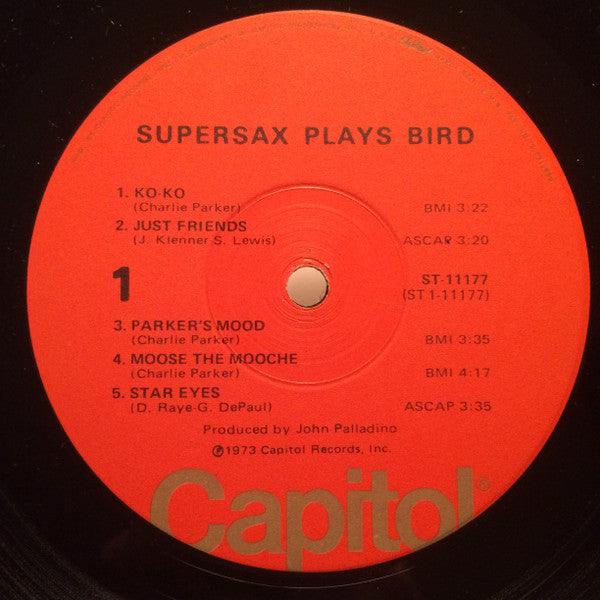 SUPERSAX PLAYS BIRD
1. KO-KO
(Charlie Parker) BMI 3:22
2. JUST FRIENDS
(J. Klenner S. Lewis) ASCAP 3:20
1 ST-11177
(ST1-11177)
3. PARKER'S MOOD
(Charlie Parker) BMI 3:35
4. MOOSE THE MOOCHE
(Charlie Parker) BMI 4:17
5. STAR EYES
(D. Raye-G. DePaul) ASCAP 3:35
Produced by John Palladino
℗1973 Capitol Records, Inc.
Capitol®